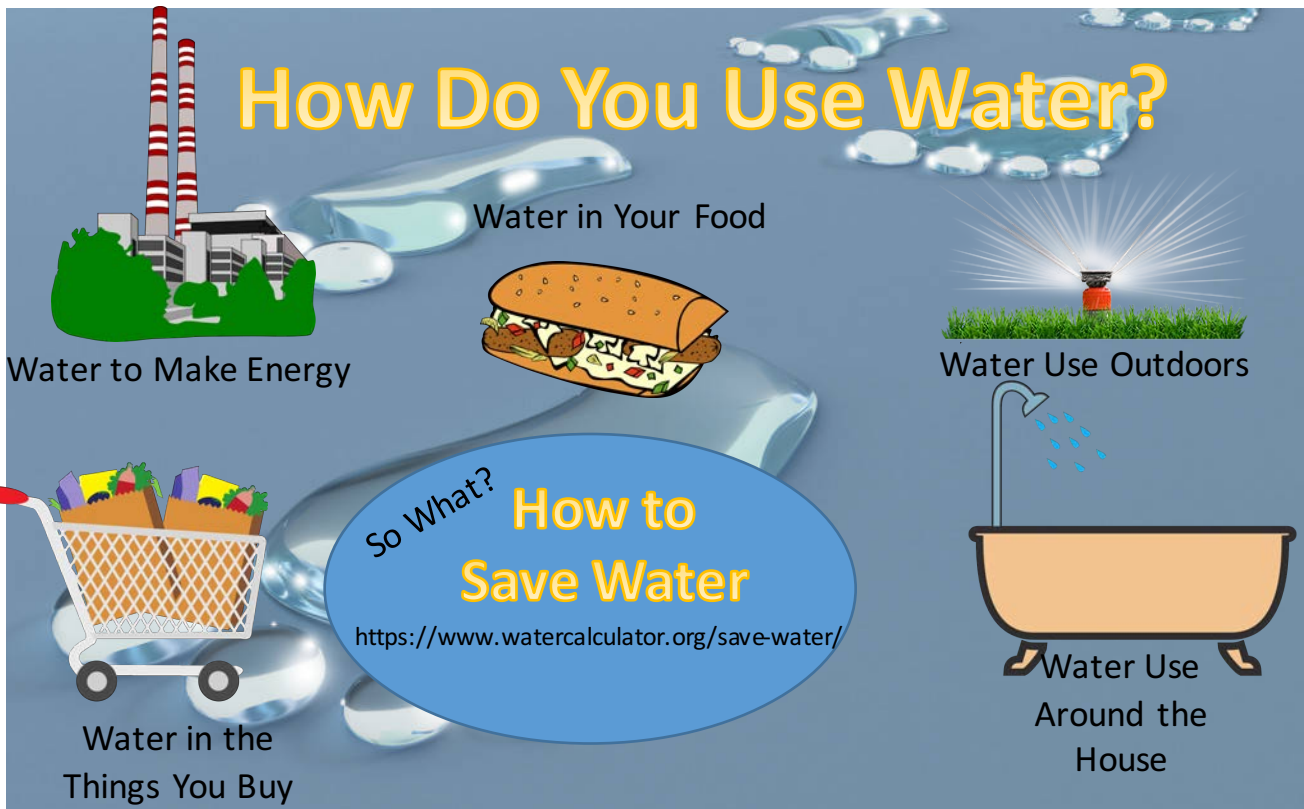 How Do You Use Water?
Water in Your Food
Water to Make Energy
Water Use Outdoors
So What?
How to
Save Water
https://www.watercalculator.org/save-water/
Water Use
Around the
House
Water in the
Things You Buy